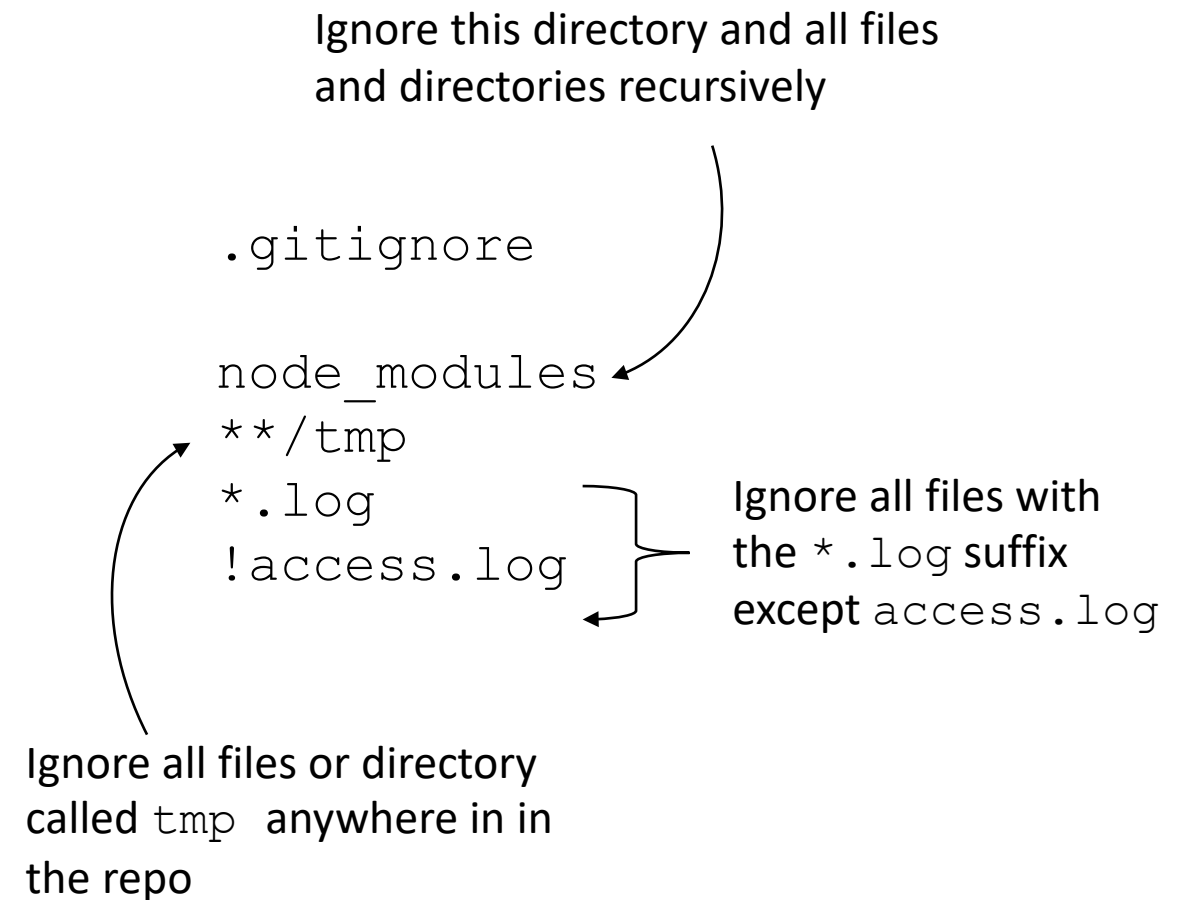 Ignore this directory and all files
and directories recursively
.gitignore
node_modules
**/tmp
*.log
!access.log
Ignore all files with
the *.log suffix
except access.log
Ignore all files or directory
called tmp anywhere in in
the repo